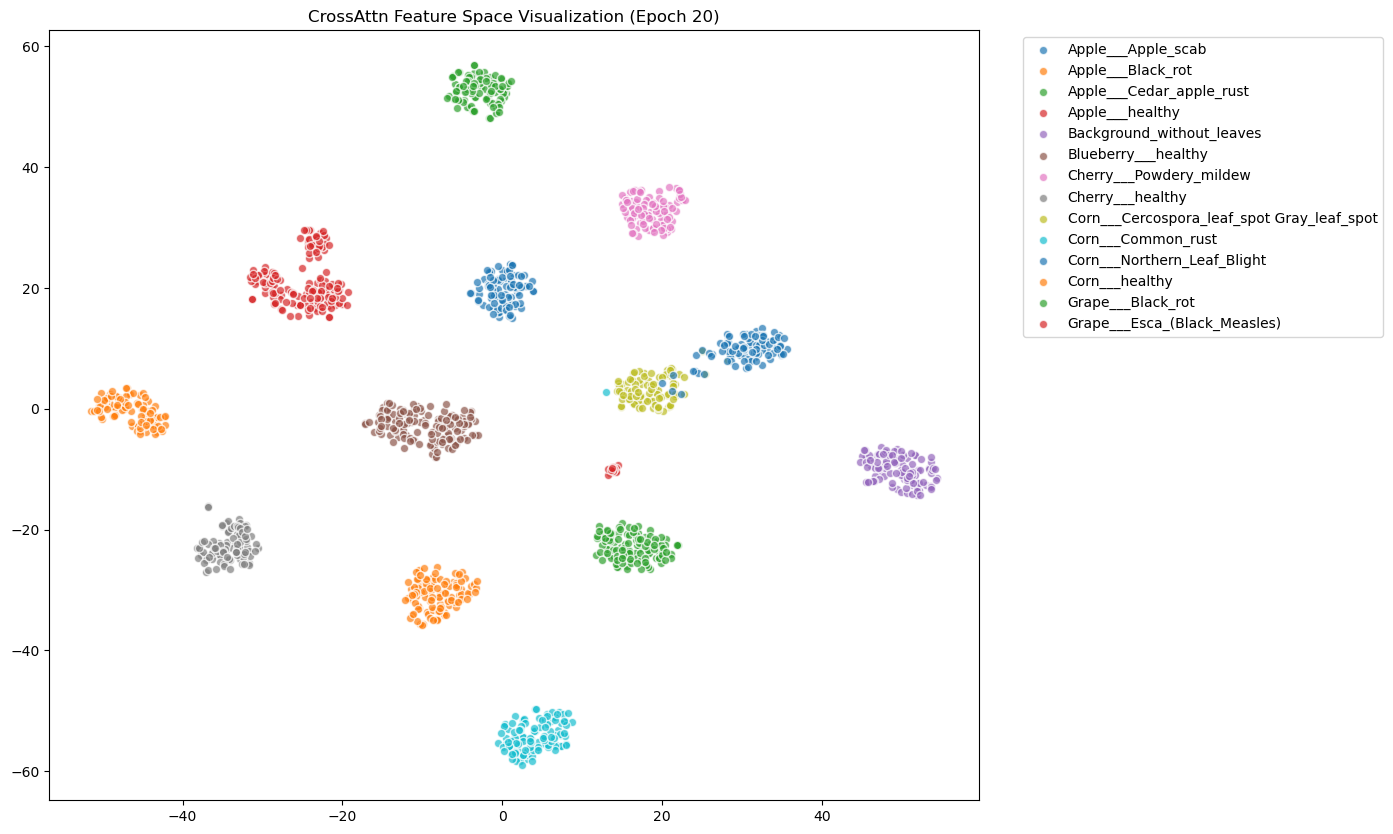 CrossAttn Feature Space Visualization (Epoch 20)
60
40
20
0
−20
−40
−60
−40
−20
0
20
40
Apple___Apple_scab
Apple___Black_rot
Apple___Cedar_apple_rust
Apple___healthy
Background_without_leaves
Blueberry___healthy
Cherry___Powdery_mildew
Cherry___healthy
Corn___Cercospora_leaf_spot Gray_leaf_spot
Corn___Common_rust
Corn___Northern_Leaf_Blight
Corn___healthy
Grape___Black_rot
Grape___Esca_(Black_Measles)